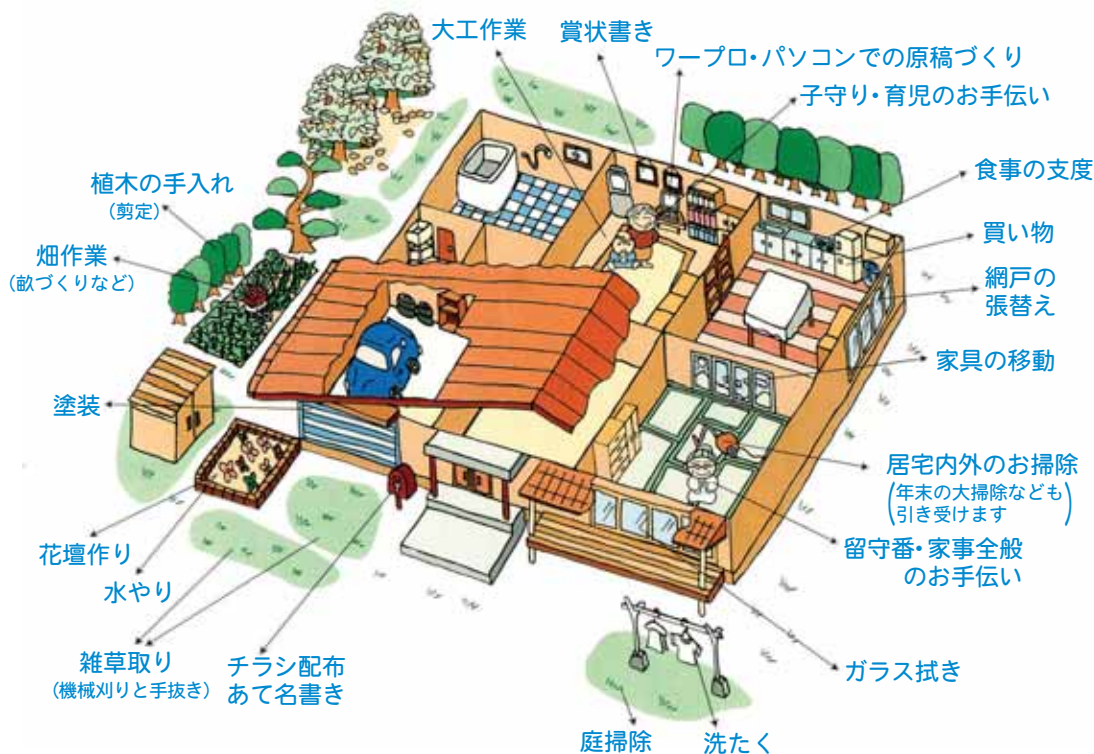 大工作業
賞状書き
ワープロ・パソコンでの原稿づくり
子守り・育児のお手伝い
食事の支度
買い物
網戸の
張替え
家具の移動
居宅内外のお掃除
(年末の大掃除なども
引き受けます)
留守番・家事全般
のお手伝い
ガラス拭き
洗たく
庭掃除
チラシ配布
あて名書き
雑草取り
(機械刈りと手抜き)
水やり
花壇作り
塗装
畑作業
(畝づくりなど)
植木の手入れ
(剪定)